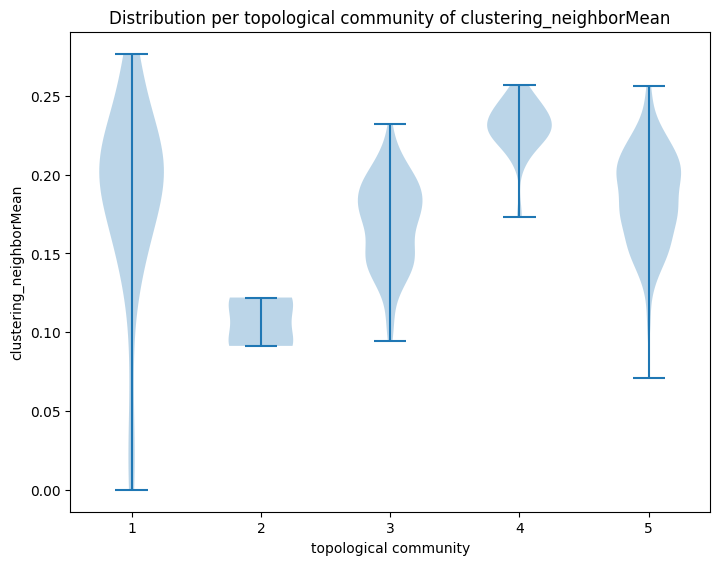 Distribution per topological community of clustering_neighborMean
clustering_neighborMean
0.25
0.20
0.15
0.10
0.05
0.00
1 2 3 4 5
topological community